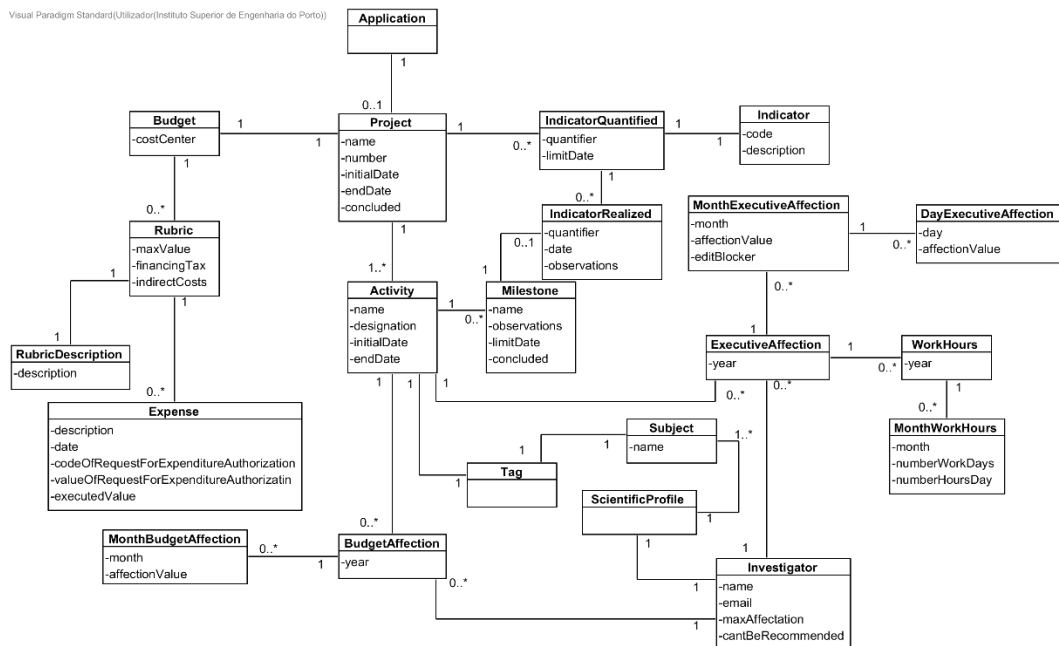 Visual Paradigm Standard(Utilizador(Instituto Superior de Engenharia do Porto))
Application
1
0..1
Budget
-costCenter
1
1
Project
-name
-number
-initialDate
-endDate
-concluded
1
0..*
IndicatorQuantified
-quantifier
-limitDate
1
1
Indicator
-code
-description
1
0..*
Rubric
-maxValue
-financingTax
-indirectCosts
1
1
RubricDescription
-description
1
0..*
Expense
-description
-date
-codeOfRequestForExpenditureAuthorization
-valueOfRequestForExpenditureAuthorizatin
-executedValue
1
0..*
IndicatorRealized
-quantifier
-date
-observations
0..1
1
MonthExecutiveAffection
-month
-affectionValue
-editBlocker
1
0..*
DayExecutiveAffection
-day
-affectionValue
1
1..*
Activity
-name
-designation
-initialDate
-endDate
1
0..*
Milestone
-name
-observations
-limitDate
-concluded
0..*
1
ExecutiveAffection
-year
1
0..*
WorkHours
-year
1
0..*
MonthWorkHours
-month
-numberWorkDays
-numberHoursDay
1
1
1
0..*
0..*
Subject
-name
1
1..*
1
Tag
1
ScientificProfile
1
1
0..*
MonthBudgetAffection
-month
-affectionValue
0..*
1
BudgetAffection
-year
0..*
1
1
1
Investigator
-name
-email
-maxAffectation
-cantBeRecommended